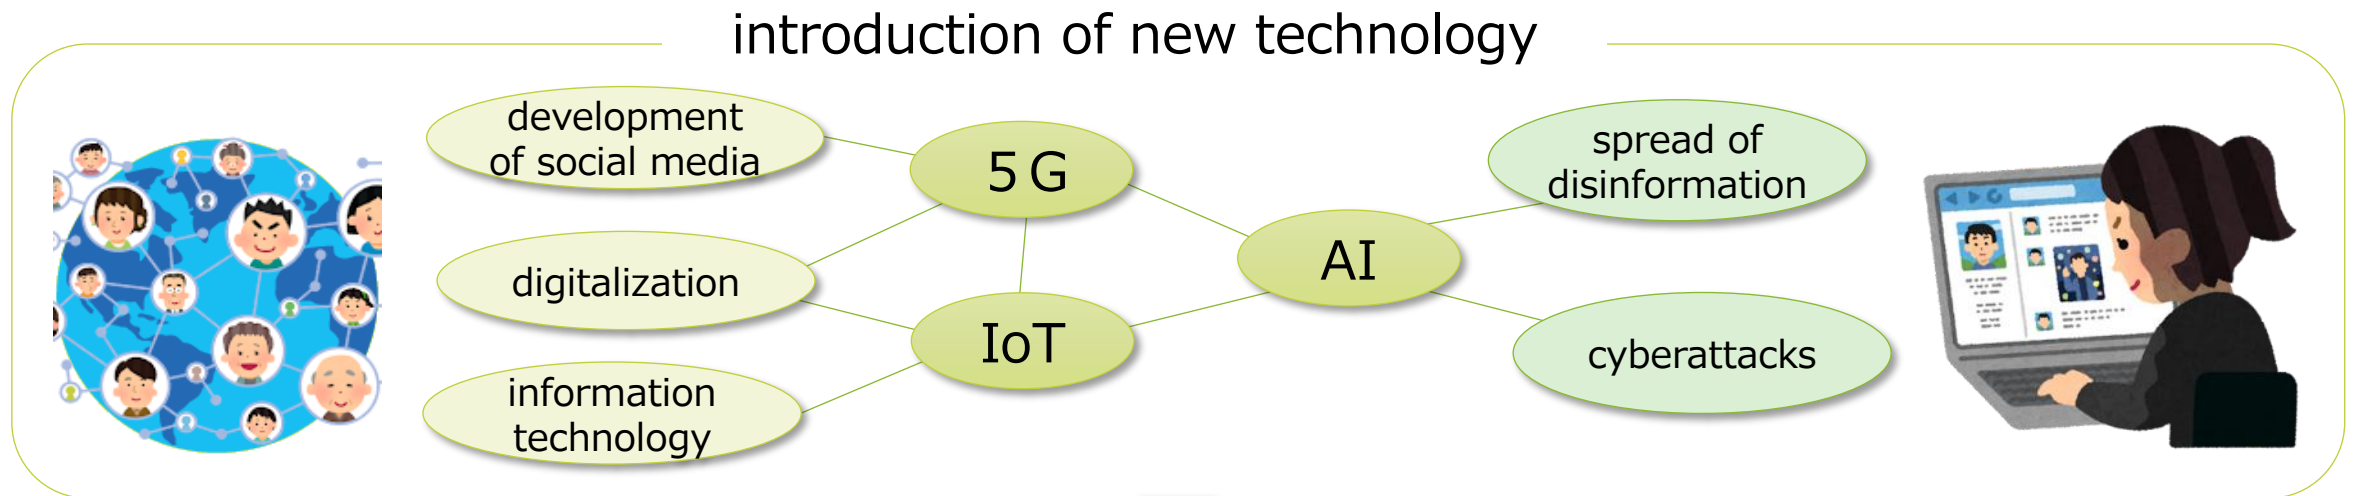 introduction of new technology
development
of social media
5G
spread of
disinformation
AI
digitalization
IoT
cyberattacks
information
technology